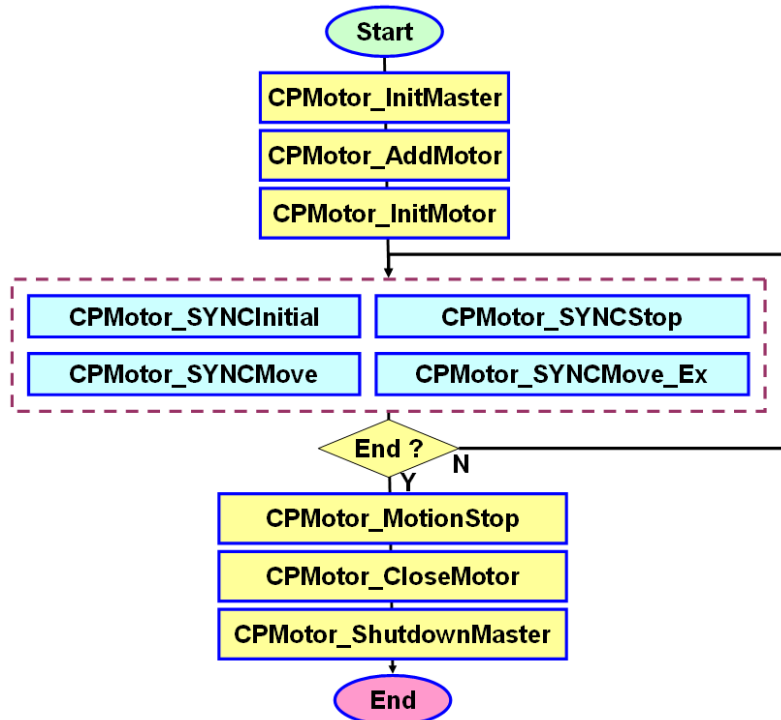 Start
CPMotor_InitMaster
CPMotor_AddMotor
CPMotor_InitMotor
CPMotor_SYNCInitial
CPMotor_SYNCStop
CPMotor_SYNCMove
CPMotor_SYNCMove_Ex
End ?
N
Y
CPMotor_MotionStop
CPMotor_CloseMotor
CPMotor_ShutdownMaster
End